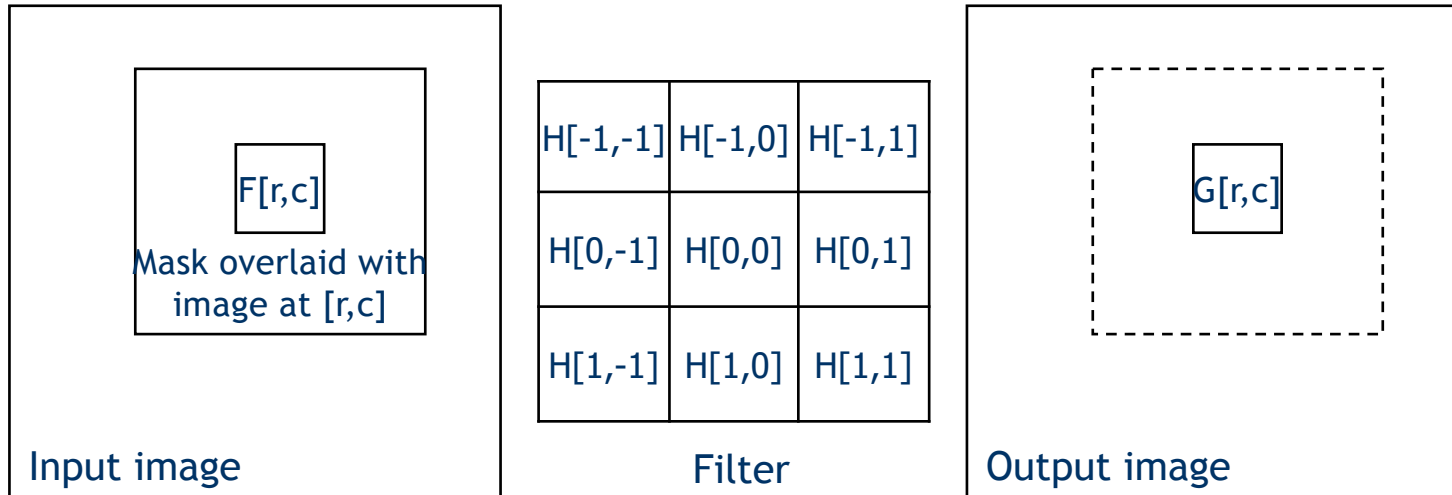 F[r,c]
Mask overlaid with
image at [r,c]
Input image
H[-1,-1] H[-1,0] H[-1,1]
H[0,-1] H[0,0] H[0,1]
H[1,-1] H[1,0] H[1,1]
Filter
G[r,c]
Output image